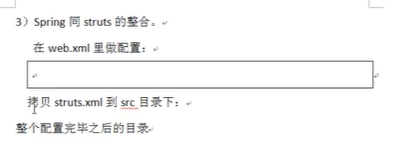 3）Spring 同 struts 的整合。
在 web.xml 里做配置：
拷贝 struts.xml 到 src 目录下：
整个配置完毕之后的目录